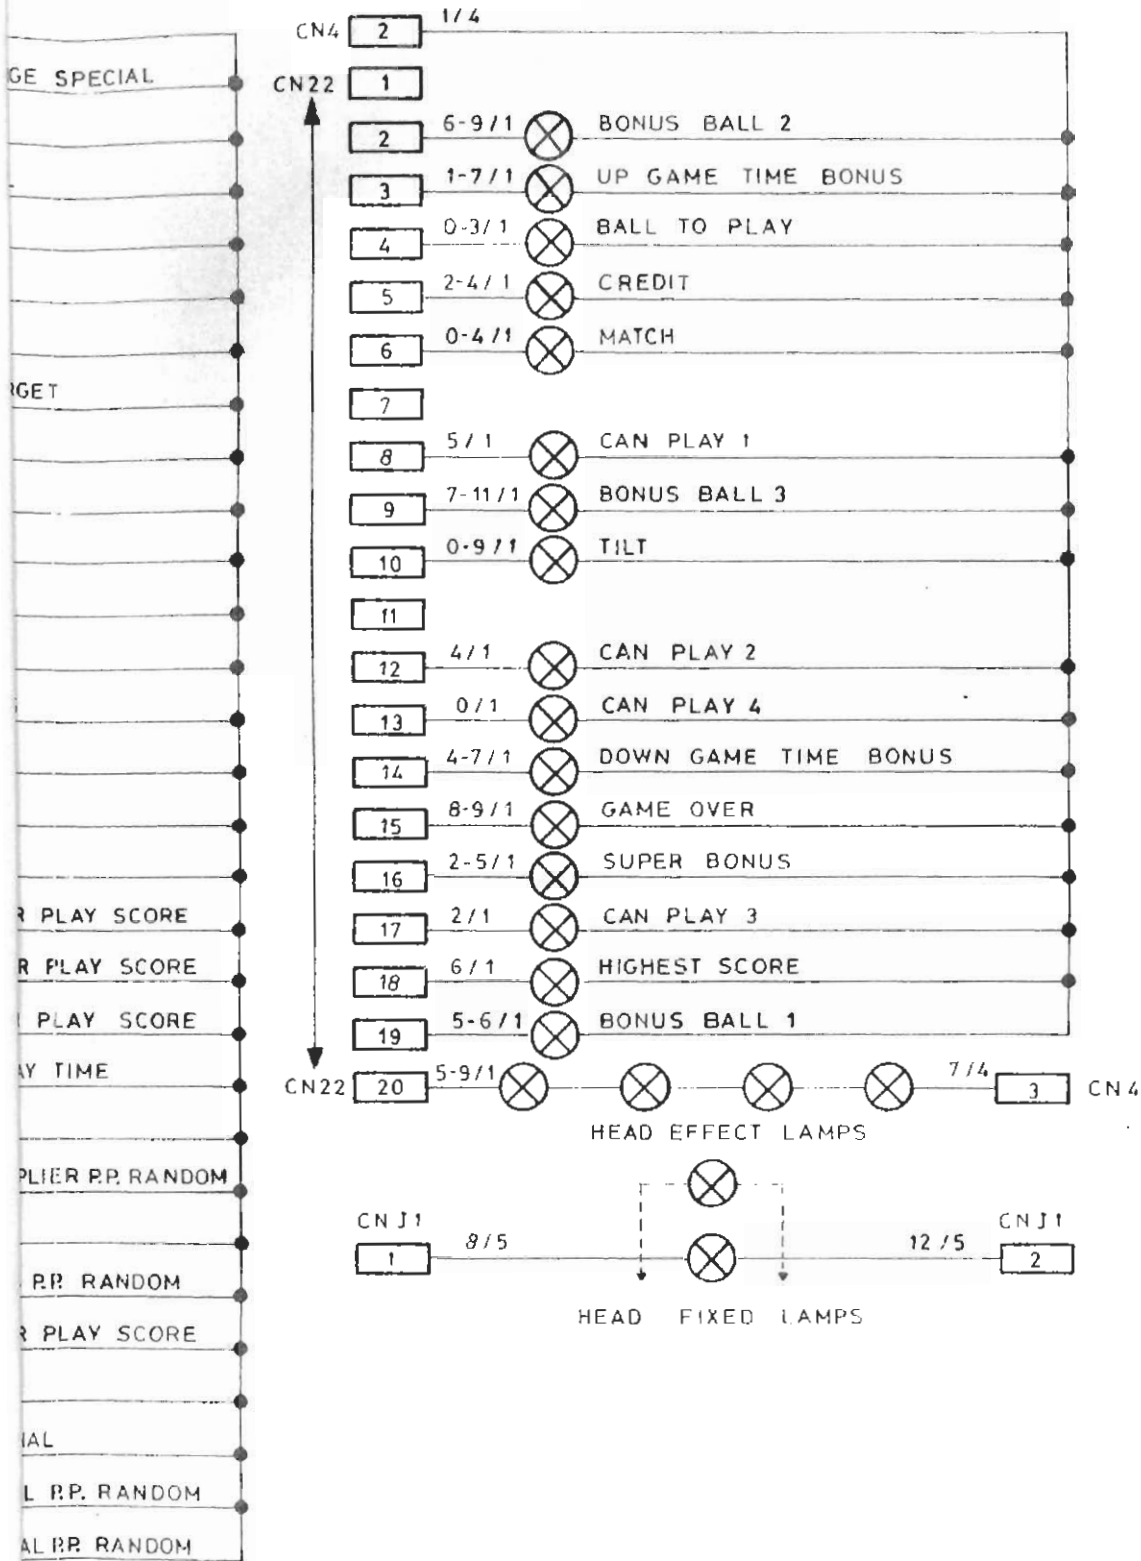 CN4 2 1/4
GE SPECIAL
CN22 1
2 6-9/1 BONUS BALL 2
3 1-7/1 UP GAME TIME BONUS
4 0-3/1 BALL TO PLAY
5 2-4/1 CREDIT
6 0-4/1 MATCH
RGET
7
8 5/1 CAN PLAY 1
9 7-11/1 BONUS BALL 3
10 0-9/1 TILT
11
12 4/1 CAN PLAY 2
13 0/1 CAN PLAY 4
14 4-7/1 DOWN GAME TIME BONUS
15 8-9/1 GAME OVER
16 2-5/1 SUPER BONUS
R PLAY SCORE
17 2/1 CAN PLAY 3
R PLAY SCORE
18 6/1 HIGHEST SCORE
PLAY SCORE
19 5-6/1 BONUS BALL 1
AY TIME
CN22 20 5-9/1 7/4 3 CN4
HEAD EFFECT LAMPS
PLIER P.P. RANDOM
CNJ1 CNJ1
1 8/5 12/5 2
P.P. RANDOM
HEAD FIXED LAMPS
R PLAY SCORE
IAL
L P.P. RANDOM
AL P.P. RANDOM